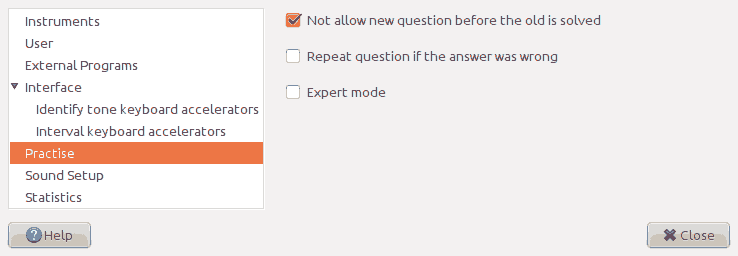 Instruments
User
External Programs
Interface
Identify tone keyboard accelerators
Interval keyboard accelerators
Practise
Sound Setup
Statistics
Not allow new question before the old is solved
Repeat question if the answer was wrong
Expert mode
Help
Close